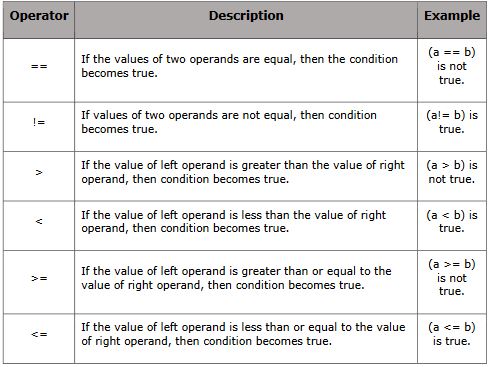 Operator Description Example
== If the values of two operands are equal, then the condition
becomes true. (a == b)
is not
true.
!= If values of two operands are not equal, then condition
becomes true. (a!= b) is
true.
> If the value of left operand is greater than the value of right
operand, then condition becomes true. (a > b) is
not true.
< If the value of left operand is less than the value of right
operand, then condition becomes true. (a < b) is
true.
>= If the value of left operand is greater than or equal to the
value of right operand, then condition becomes true. (a >= b)
is not
true.
<= If the value of left operand is less than or equal to the value
of right operand, then condition becomes true. (a <= b)
is true.